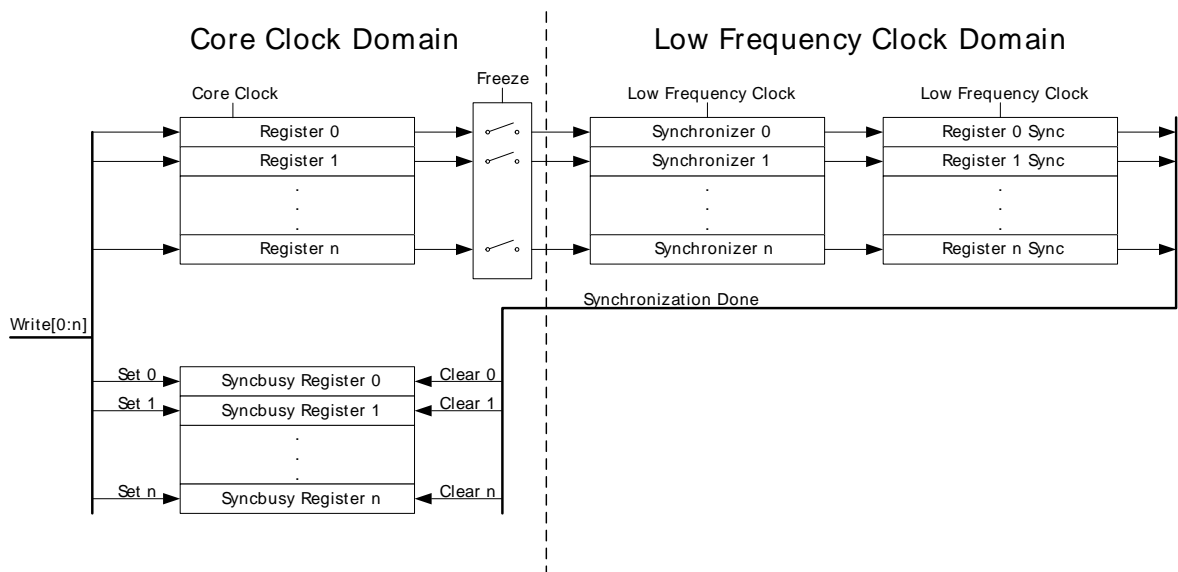 Core Clock Domain
Low Frequency Clock Domain
Freeze
Core Clock
Low Frequency Clock
Low Frequency Clock
Register 0
Synchronizer 0
Register 0 Sync
Register 1
Synchronizer 1
Register 1 Sync
.
.
.
.
.
.
.
.
.
Register n
Synchronizer n
Register n Sync
Synchronization Done
Write[0:n]
Set 0
Syncbusy Register 0
Clear 0
Set 1
Syncbusy Register 1
Clear 1
.
.
.
Set n
Syncbusy Register n
Clear n